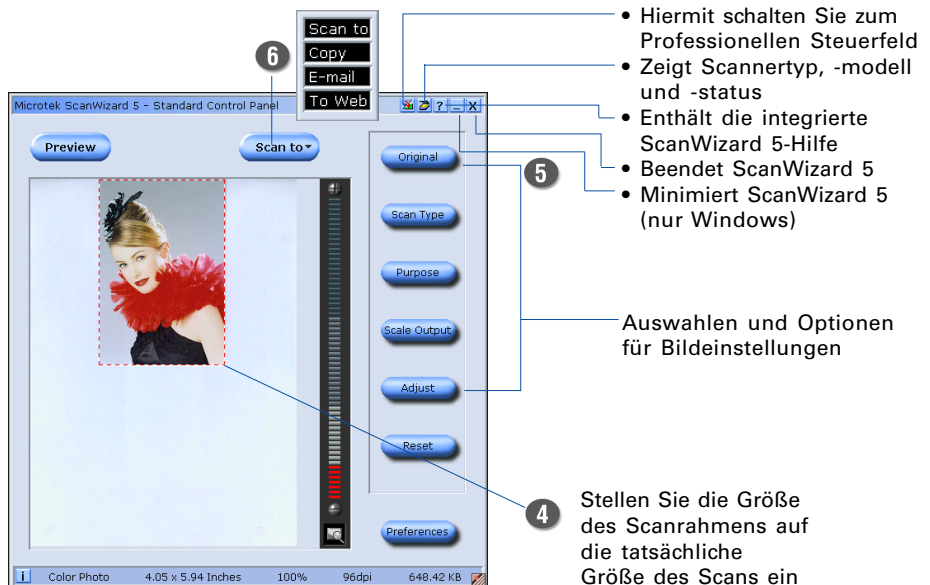 Scan to
Copy
E-mail
To Web
6
Microtek ScanWizard 5 - Standard Control Panel
? _ X
Preview
Scan to
Original
Scan Type
Purpose
Scale Output
Adjust
Reset
Preferences
i Color Photo 4.05 x 5.94 Inches 100% 96dpi 648.42 KB
• Hiermit schalten Sie zum
Professionellen Steuerfeld
• Zeigt Scannertyp, -modell
und -status
• Enthält die integrierte
ScanWizard 5-Hilfe
• Beendet ScanWizard 5
• Minimiert ScanWizard 5
(nur Windows)
5
Auswahlen und Optionen
für Bildeinstellungen
4
Stellen Sie die Größe
des Scanrahmens auf
die tatsächliche
Größe des Scans ein